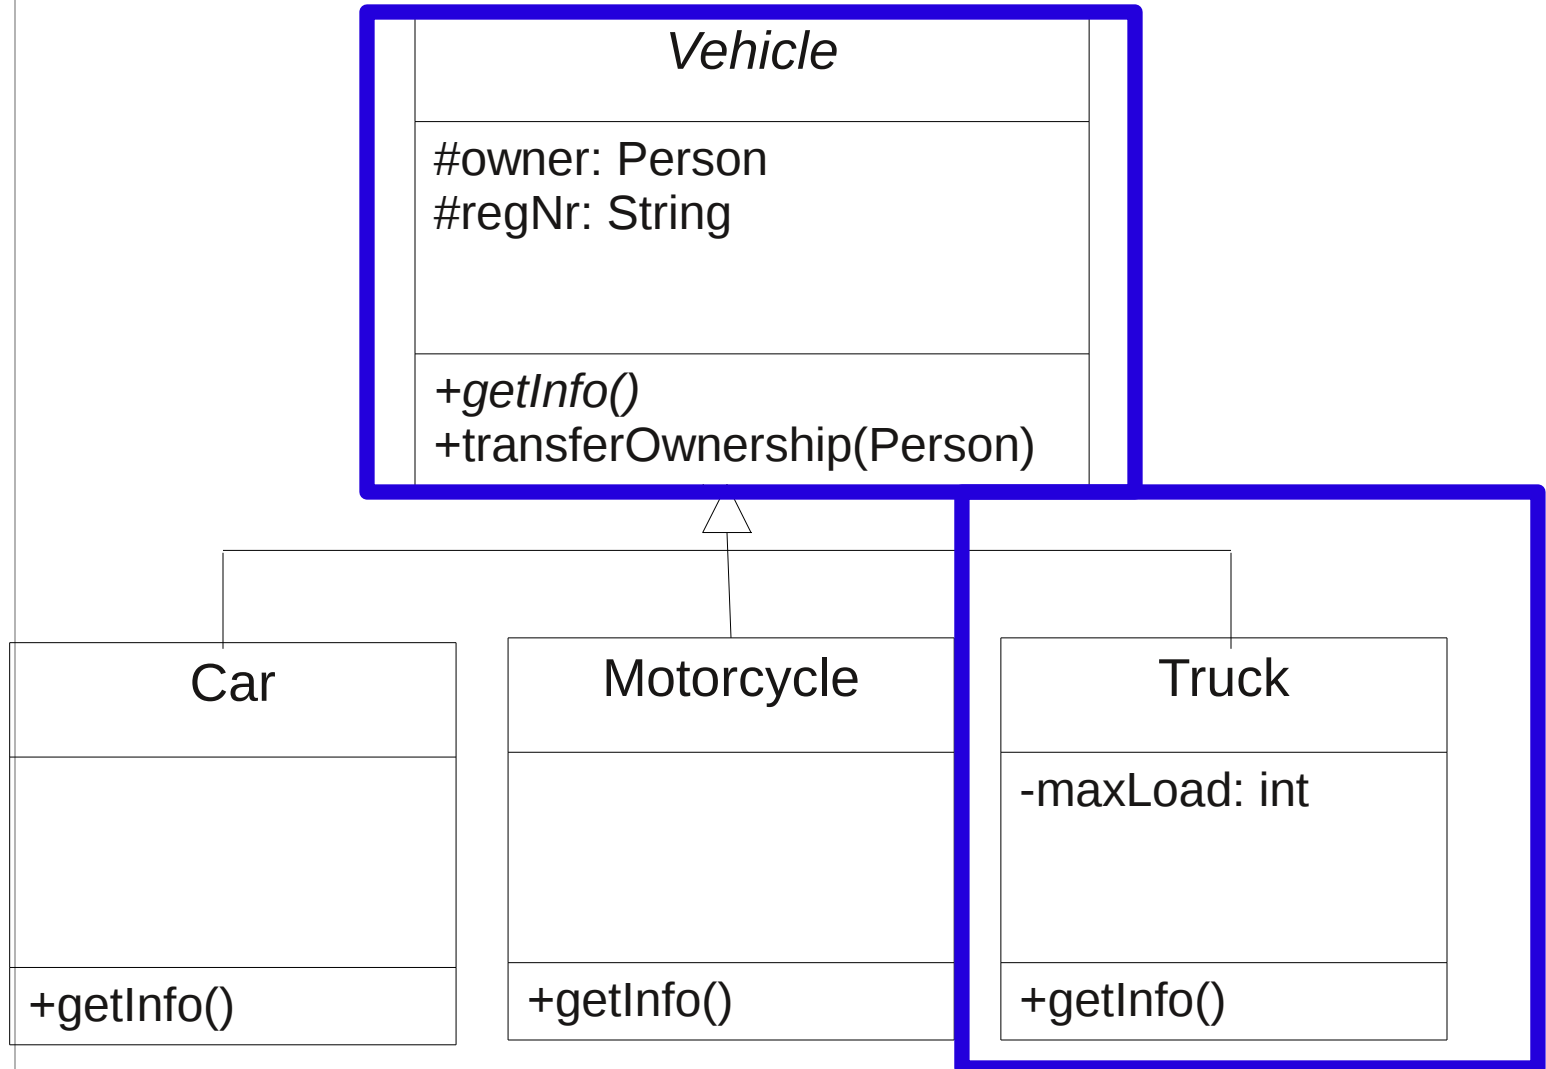 Vehicle
#owner: Person
#regNr: String
+getInfo()
+transferOwnership(Person)
Car
+getInfo()
Motorcycle
+getInfo()
Truck
-maxLoad: int
+getInfo()